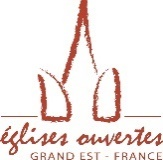 églises ouvertes
GRAND EST - FRANCE